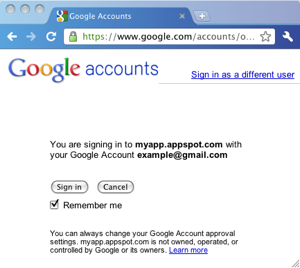 Google Accounts
https://www.google.com/accounts/o...
Google accounts
Sign in as a different user
You are signing in to myapp.appspot.com with
your Google Account example@gmail.com
Sign in Cancel
Remember me
You can always change your Google Account approval
settings. myapp.appspot.com is not owned, operated, or
controlled by Google or its owners. Learn more